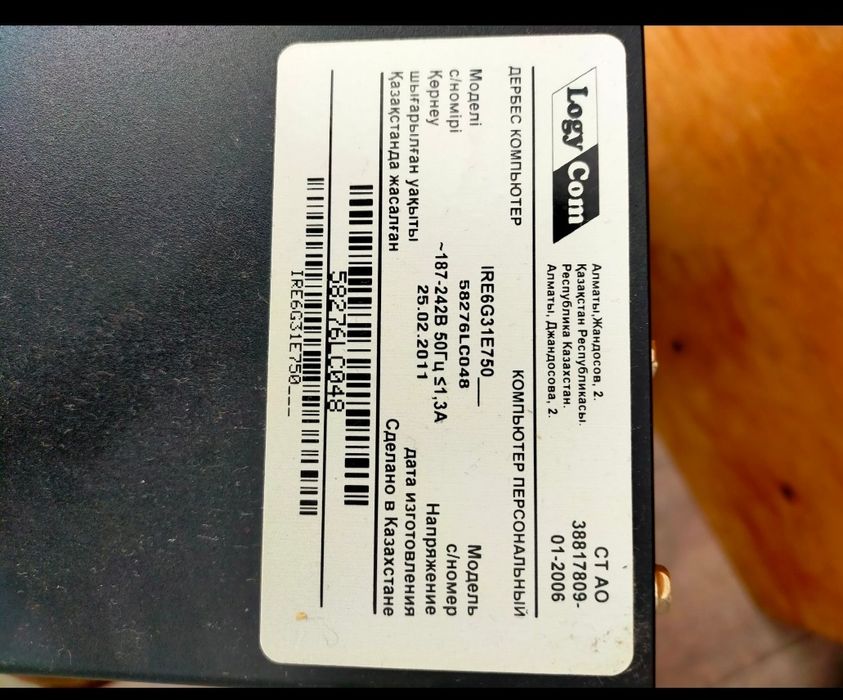 Logy Com
Алматы,Жандосов, 2.
Қазақстан Республикасы.
Республика Казахстан.
Алматы, Джандосова, 2.
СТ АО
38817809-
01-2006
ДЕРБЕС КОМПЬЮТЕР КОМПЬЮТЕР ПЕРСОНАЛЬНЫЙ
Моделі IRE6G31E750___ Модель
с/номірі 58276LC048 с/номер
Кернеу ~187-242В 50Гц ≤1,3А Напряжение
шығарылған уақыты 25.02.2011 дата изготовления
Қазақстанда жасалған Сделано в Казахстане
58276LC048
IRE6G31E750___